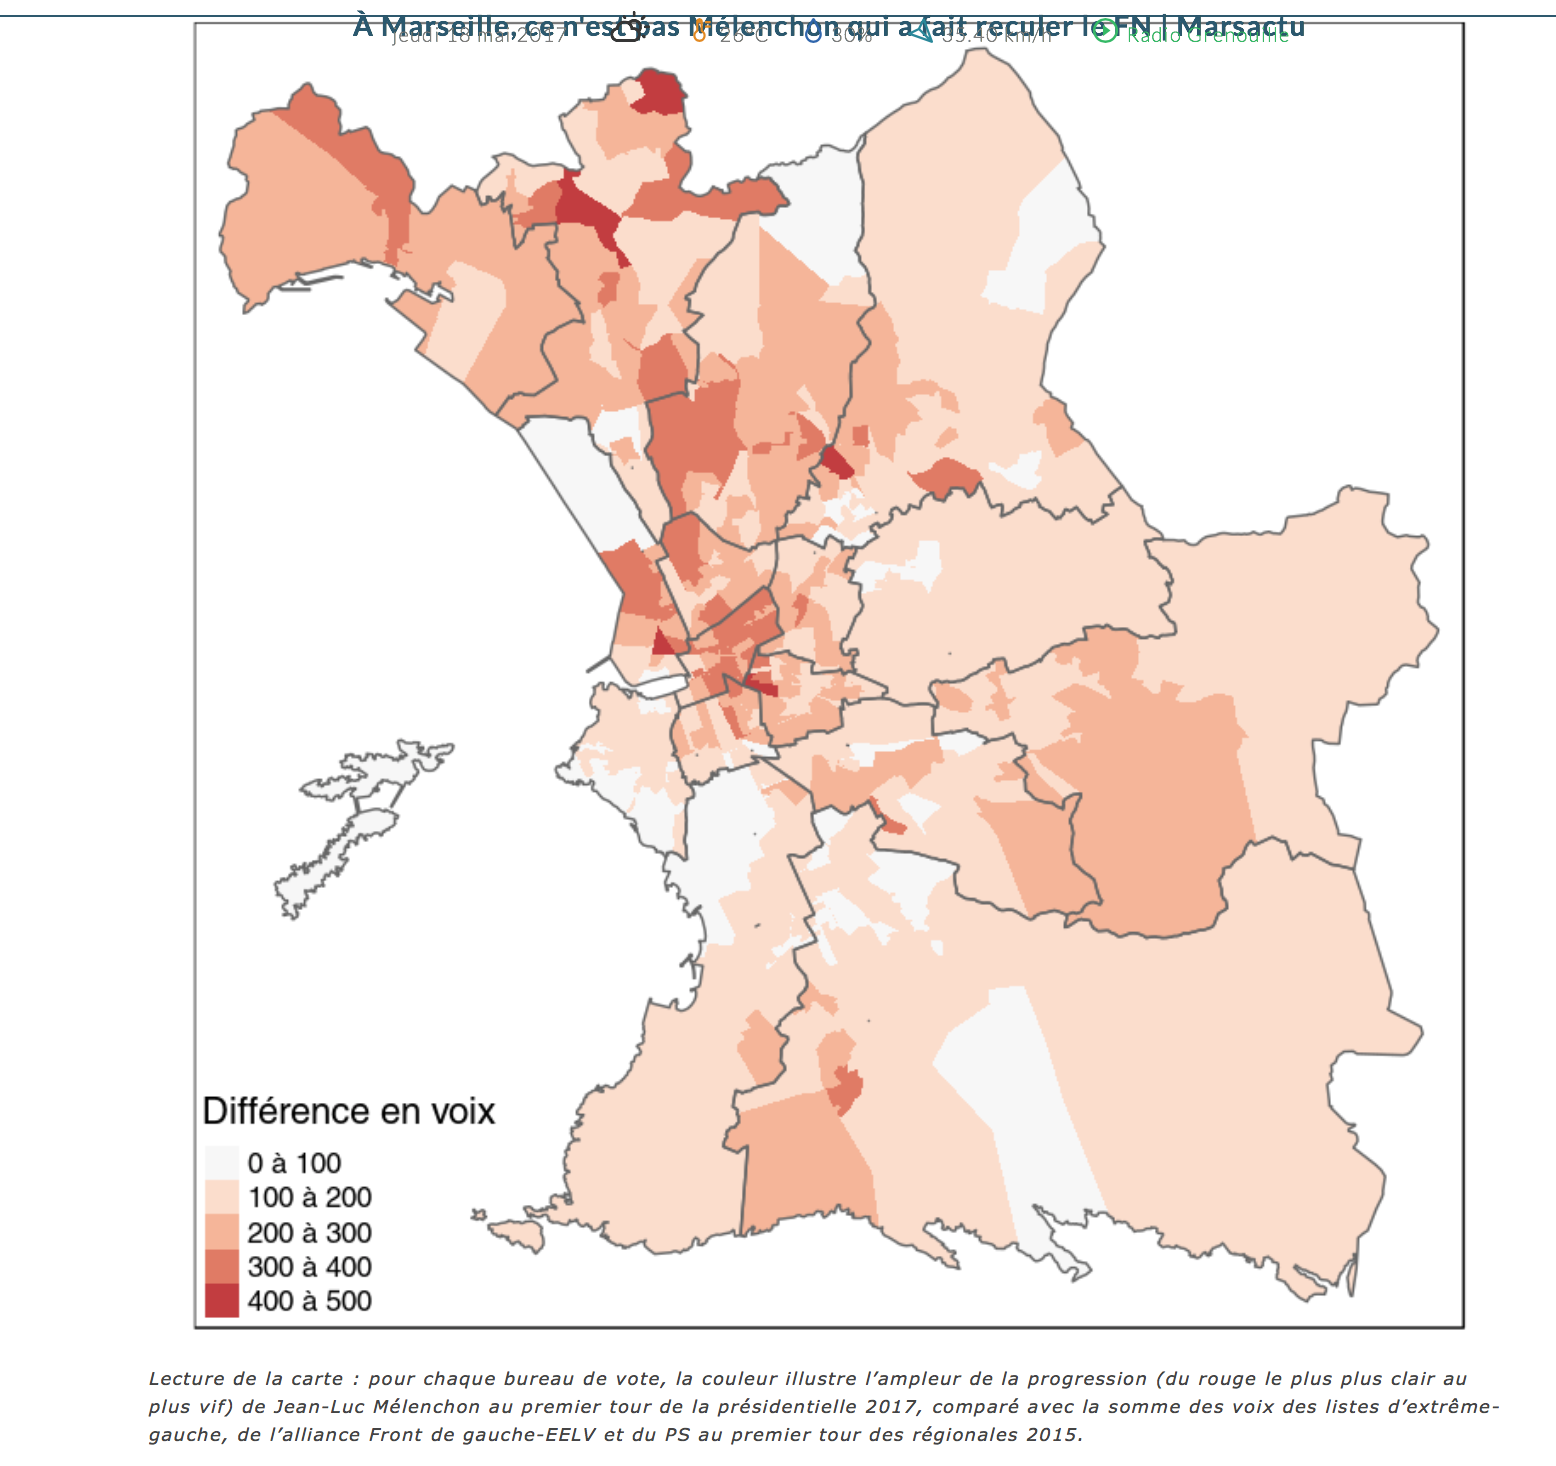 À Marseille, ce n'est pas Mélenchon qui a fait reculer le FN | Marsactu
jeudi 18 mai 2017 26°C 30% 35.40 km/h Radio Grenouille
Différence en voix
0 à 100
100 à 200
200 à 300
300 à 400
400 à 500
Lecture de la carte : pour chaque bureau de vote, la couleur illustre l’ampleur de la progression (du rouge le plus plus clair au
plus vif) de Jean-Luc Mélenchon au premier tour de la présidentielle 2017, comparé avec la somme des voix des listes d’extrême-
gauche, de l’alliance Front de gauche-EELV et du PS au premier tour des régionales 2015.